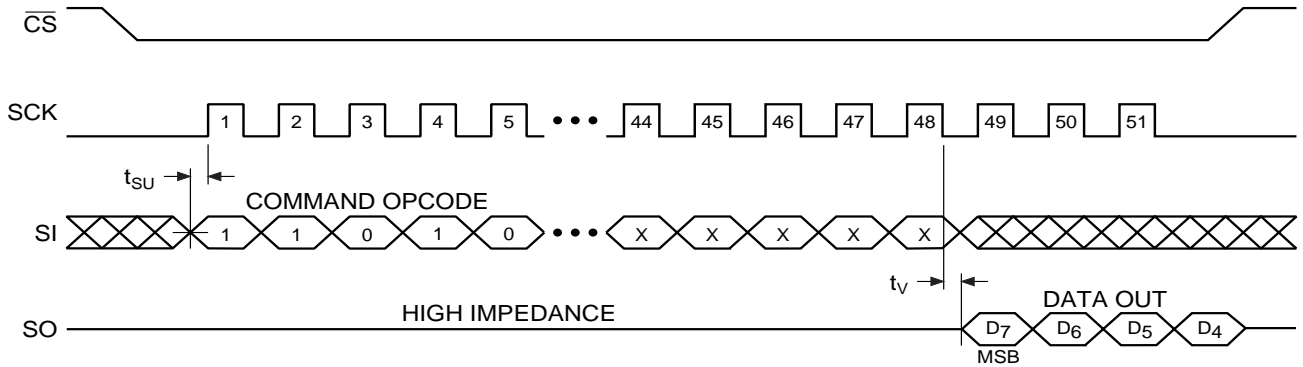 CS
SCK
1 2 3 4 5 ••• 44 45 46 47 48 49 50 51
tSU
COMMAND OPCODE
SI
1 1 0 1 0 ••• X X X X X
tV
HIGH IMPEDANCE
DATA OUT
SO
D7 D6 D5 D4
MSB